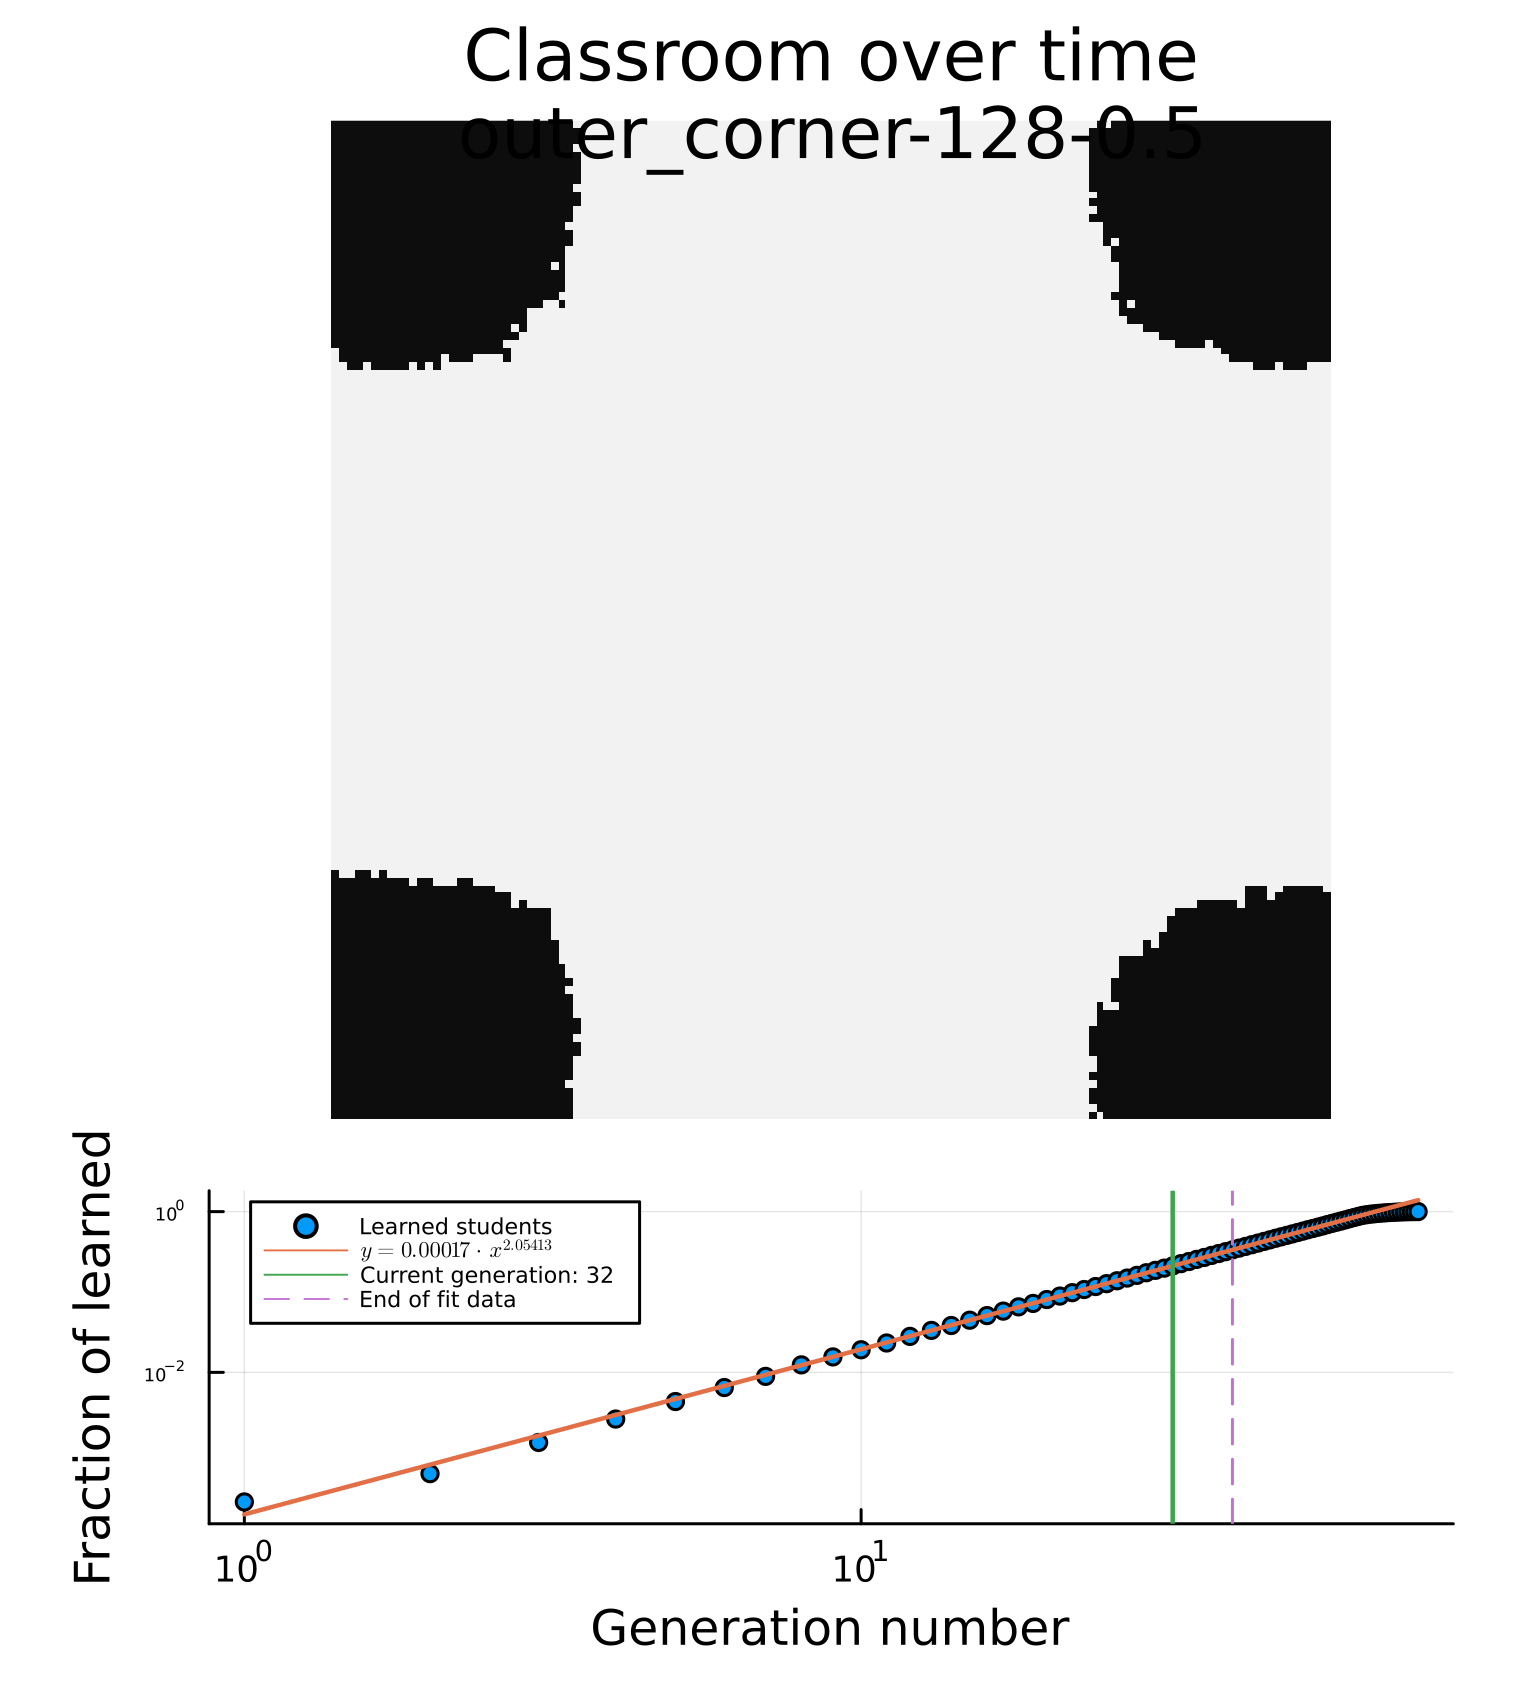 Classroom over time
outer_corner-128-0.5
Fraction of learned
10⁰
10⁻²
Learned students
y = 0.00017 · x^2.05413
Current generation: 32
End of fit data
10⁰
10¹
Generation number